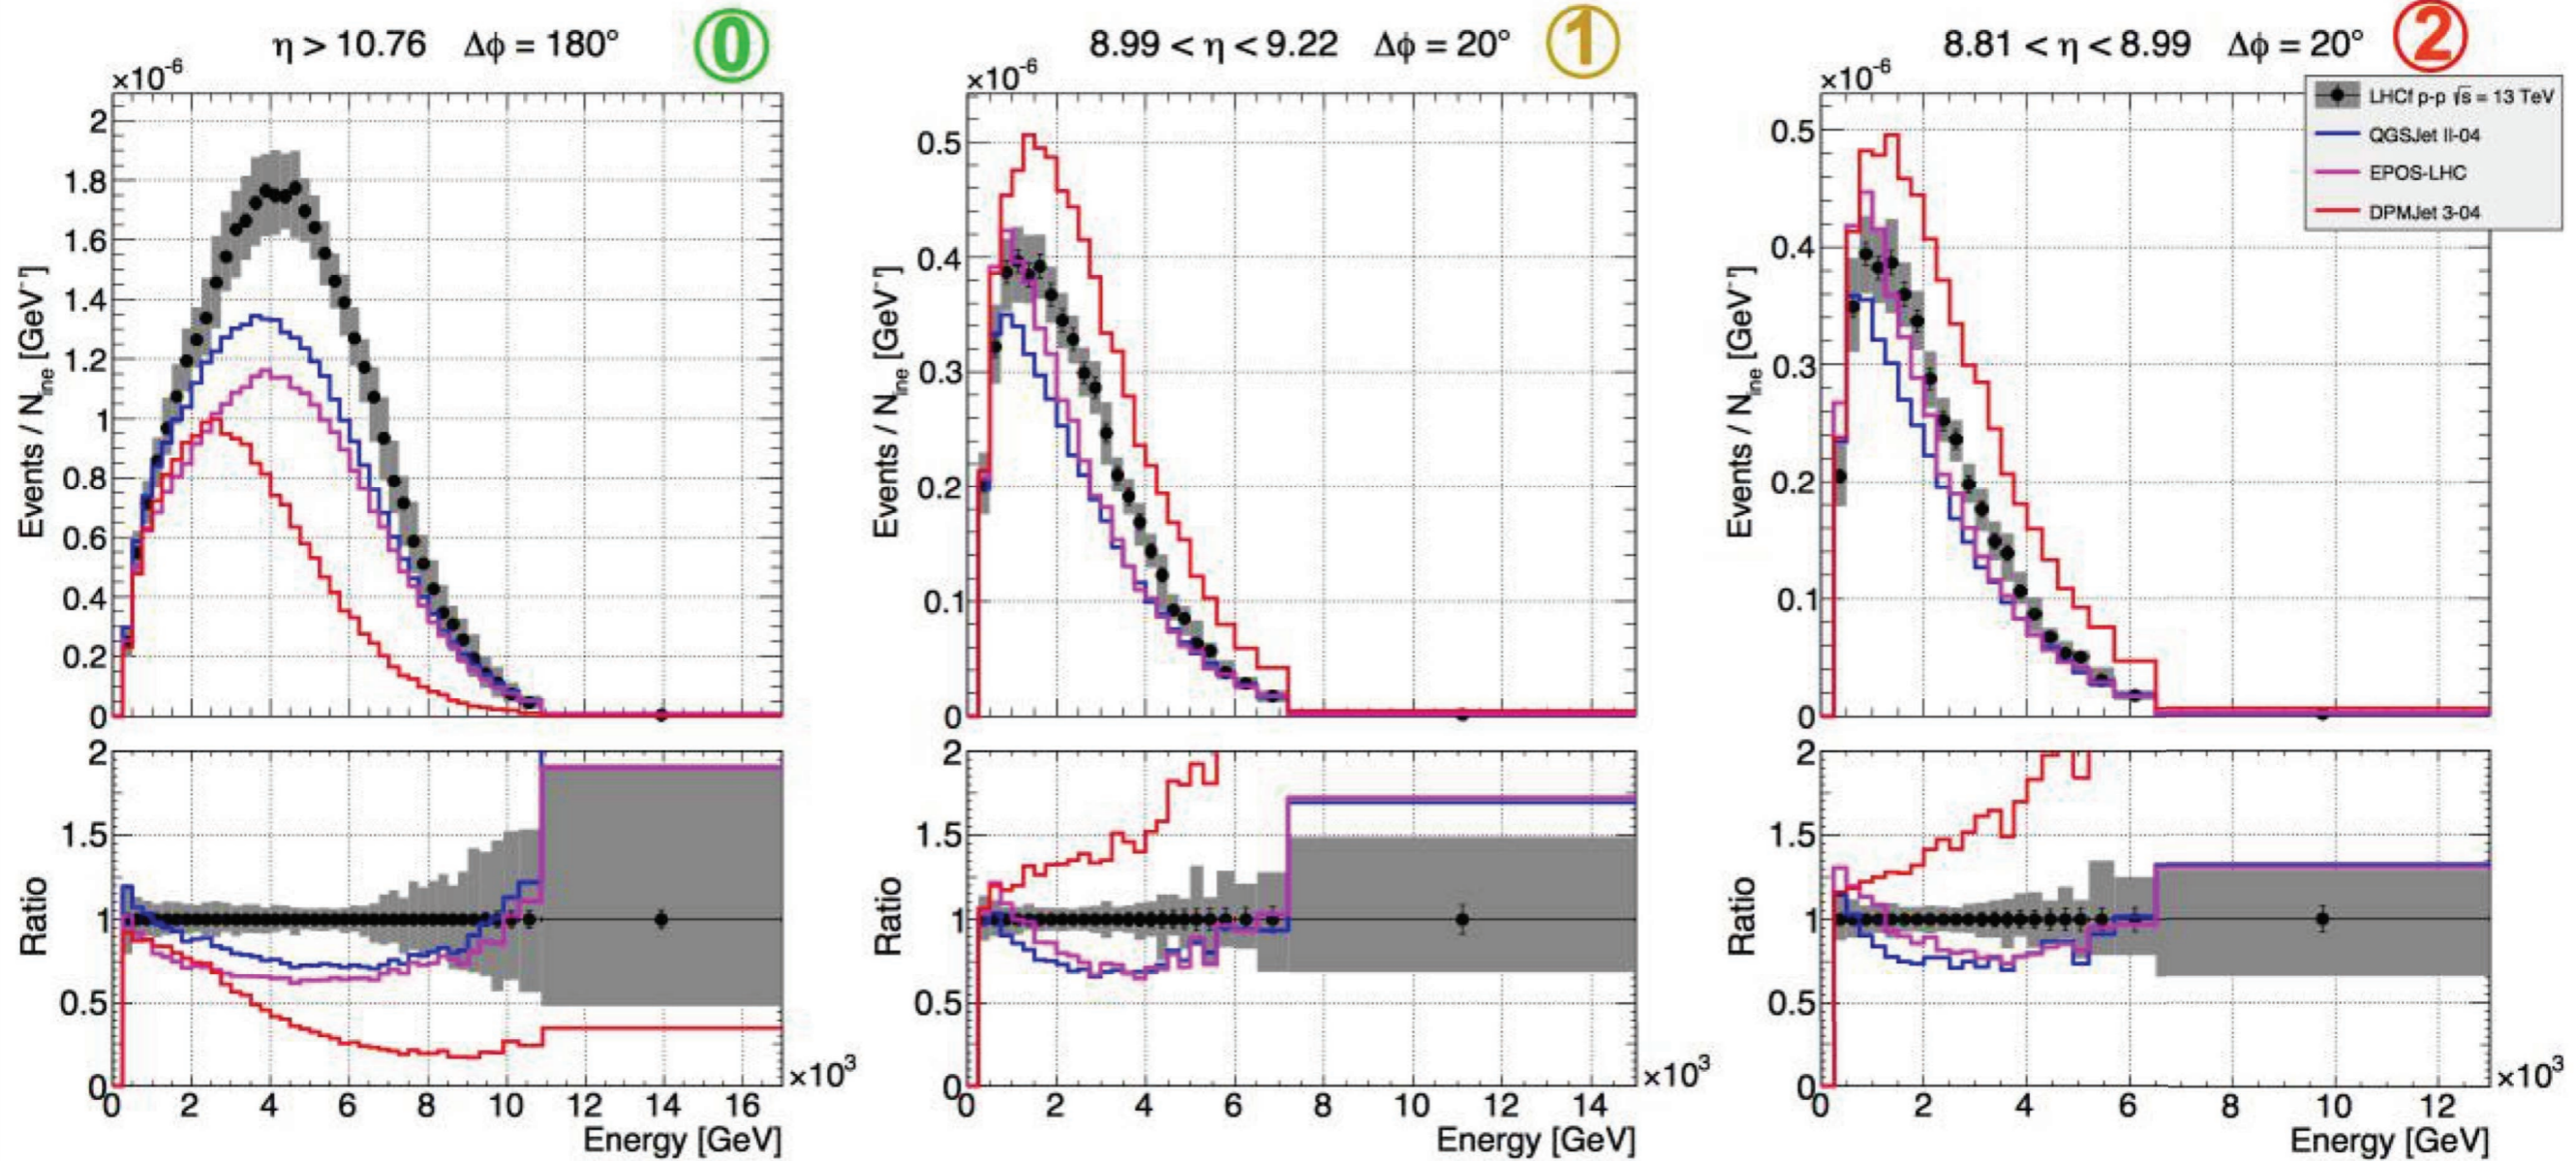 η > 10.76 Δϕ = 180° 0
×10⁻⁶
2
1.8
1.6
1.4
1.2
1
0.8
0.6
0.4
0.2
0
Events / N_ine [GeV⁻¹]
2
1.5
1
0.5
0
Ratio
0 2 4 6 8 10 12 14 16
×10³
Energy [GeV]
8.99 < η < 9.22 Δϕ = 20° 1
×10⁻⁶
0.5
0.4
0.3
0.2
0.1
0
Events / N_ine [GeV⁻¹]
2
1.5
1
0.5
0
Ratio
0 2 4 6 8 10 12 14
×10³
Energy [GeV]
8.81 < η < 8.99 Δϕ = 20° 2
×10⁻⁶
LHCf p-p √s = 13 TeV
QGSJet II-04
EPOS-LHC
DPMJet 3-04
0.5
0.4
0.3
0.2
0.1
0
Events / N_ine [GeV⁻¹]
2
1.5
1
0.5
0
Ratio
0 2 4 6 8 10 12
×10³
Energy [GeV]